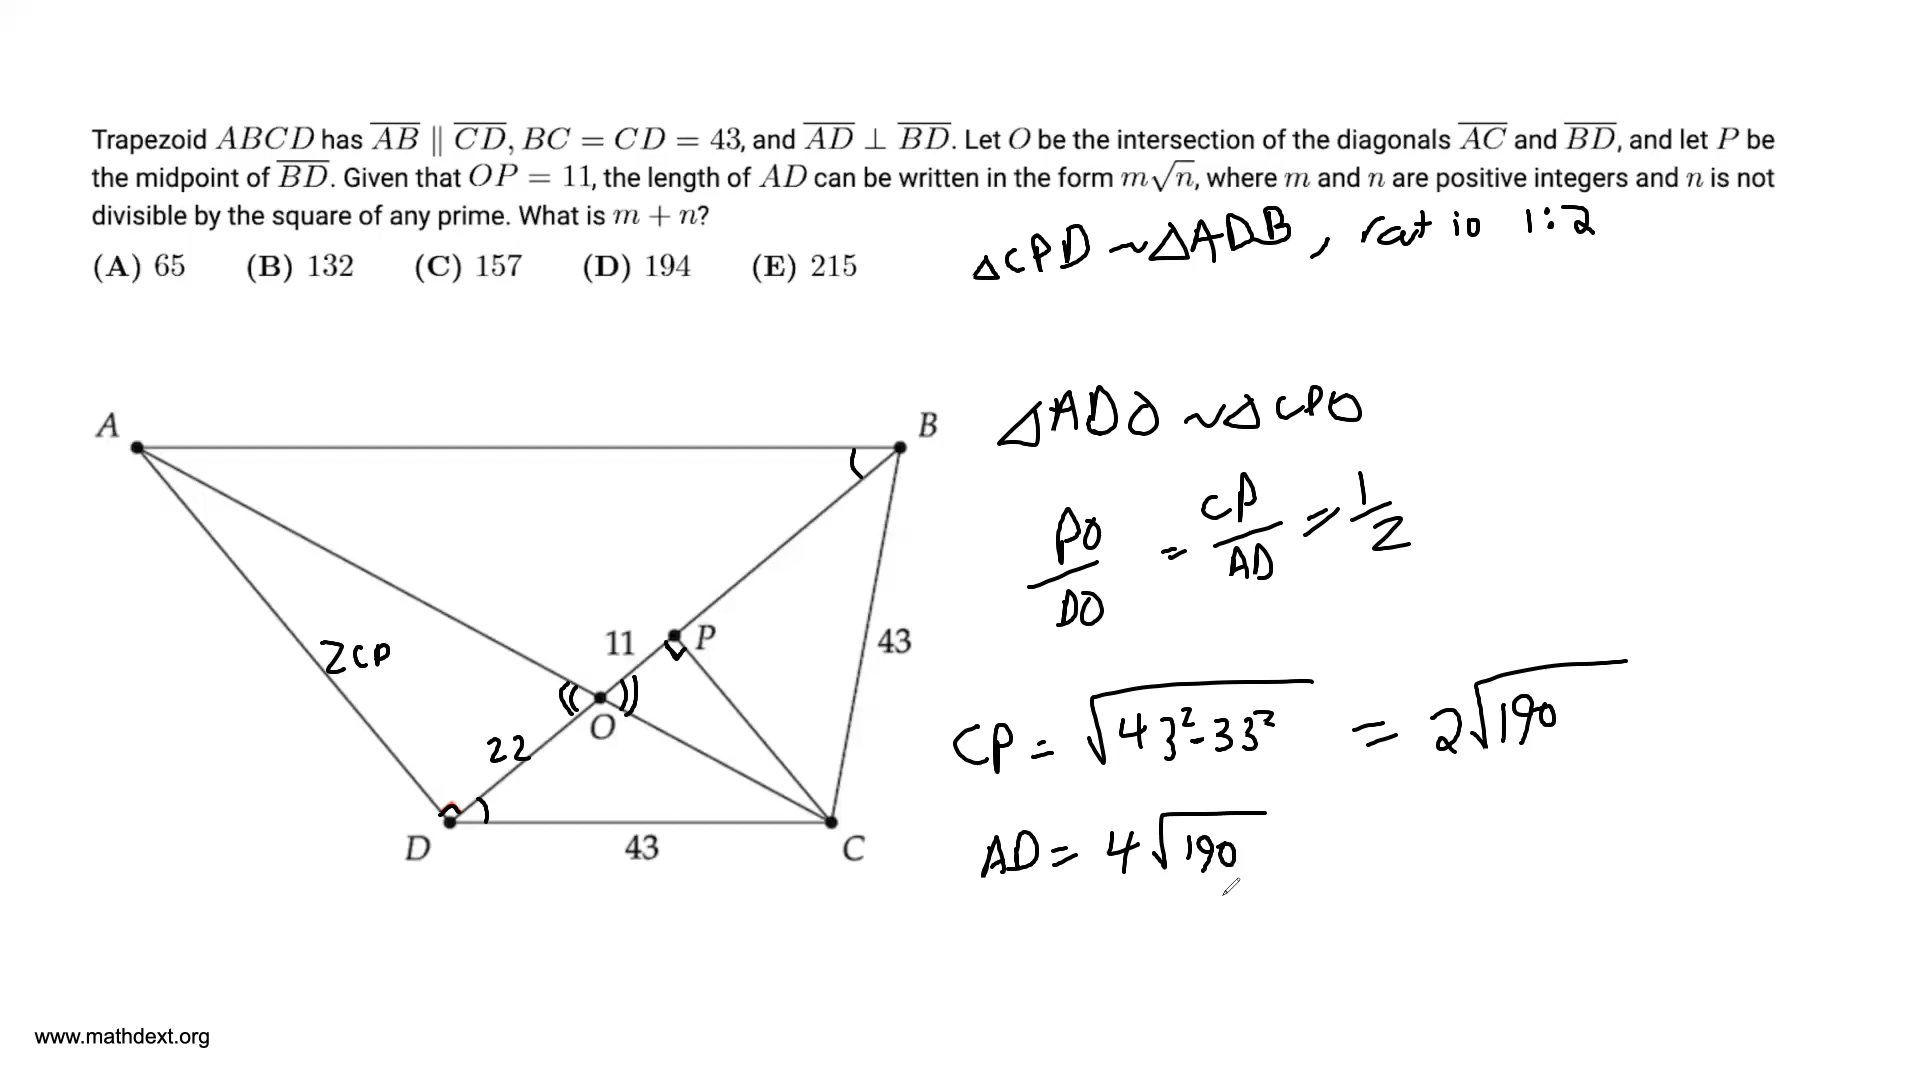 Trapezoid ABCD has AB ∥ CD, BC = CD = 43, and AD ⊥ BD. Let O be the intersection of the diagonals AC and BD, and let P be
the midpoint of BD. Given that OP = 11, the length of AD can be written in the form m√n, where m and n are positive integers and n is not
divisible by the square of any prime. What is m + n?
(A) 65 (B) 132 (C) 157 (D) 194 (E) 215
△CPD ~ △ADB, ratio 1:2
△ADO ~ △CPO
PO/DO = CP/AD = 1/2
CP = √43²-33² = 2√190
AD = 4√190
A
B
2CP
11
P
43
O
22
D
43
C
www.mathdext.org